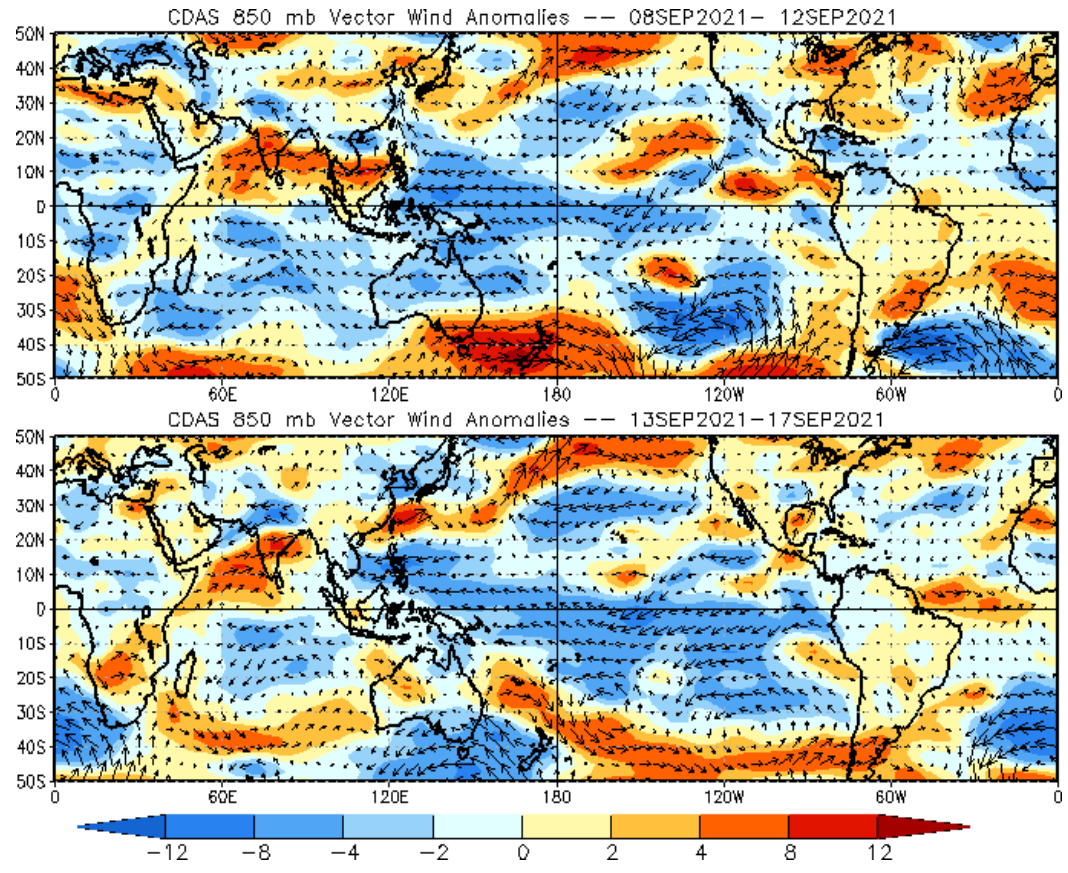 CDAS 850 mb Vector Wind Anomalies -- 08SEP2021- 12SEP2021
50N
40N
30N
20N
10N
0
10S
20S
30S
40S
50S
0 60E 120E 180 120W 60W 0
CDAS 850 mb Vector Wind Anomalies -- 13SEP2021-17SEP2021
50N
40N
30N
20N
10N
0
10S
20S
30S
40S
50S
0 60E 120E 180 120W 60W 0
-12 -8 -4 -2 0 2 4 8 12